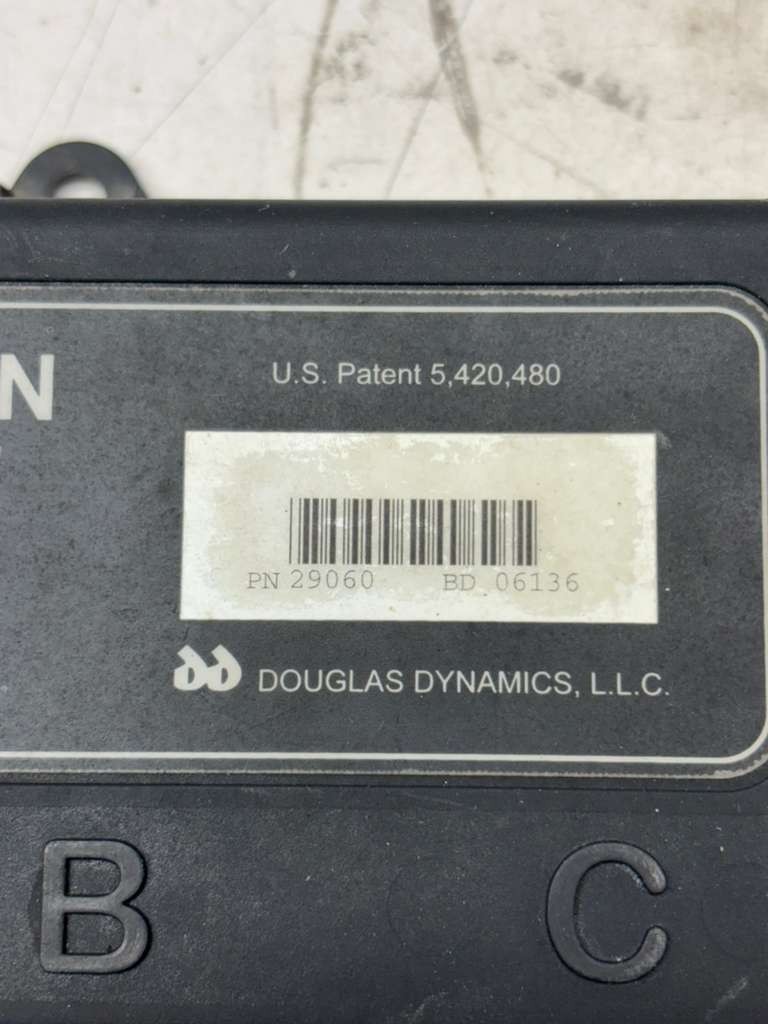 N
U.S. Patent 5,420,480
PN 29060 BD 06136
DOUGLAS DYNAMICS, L.L.C.
B C